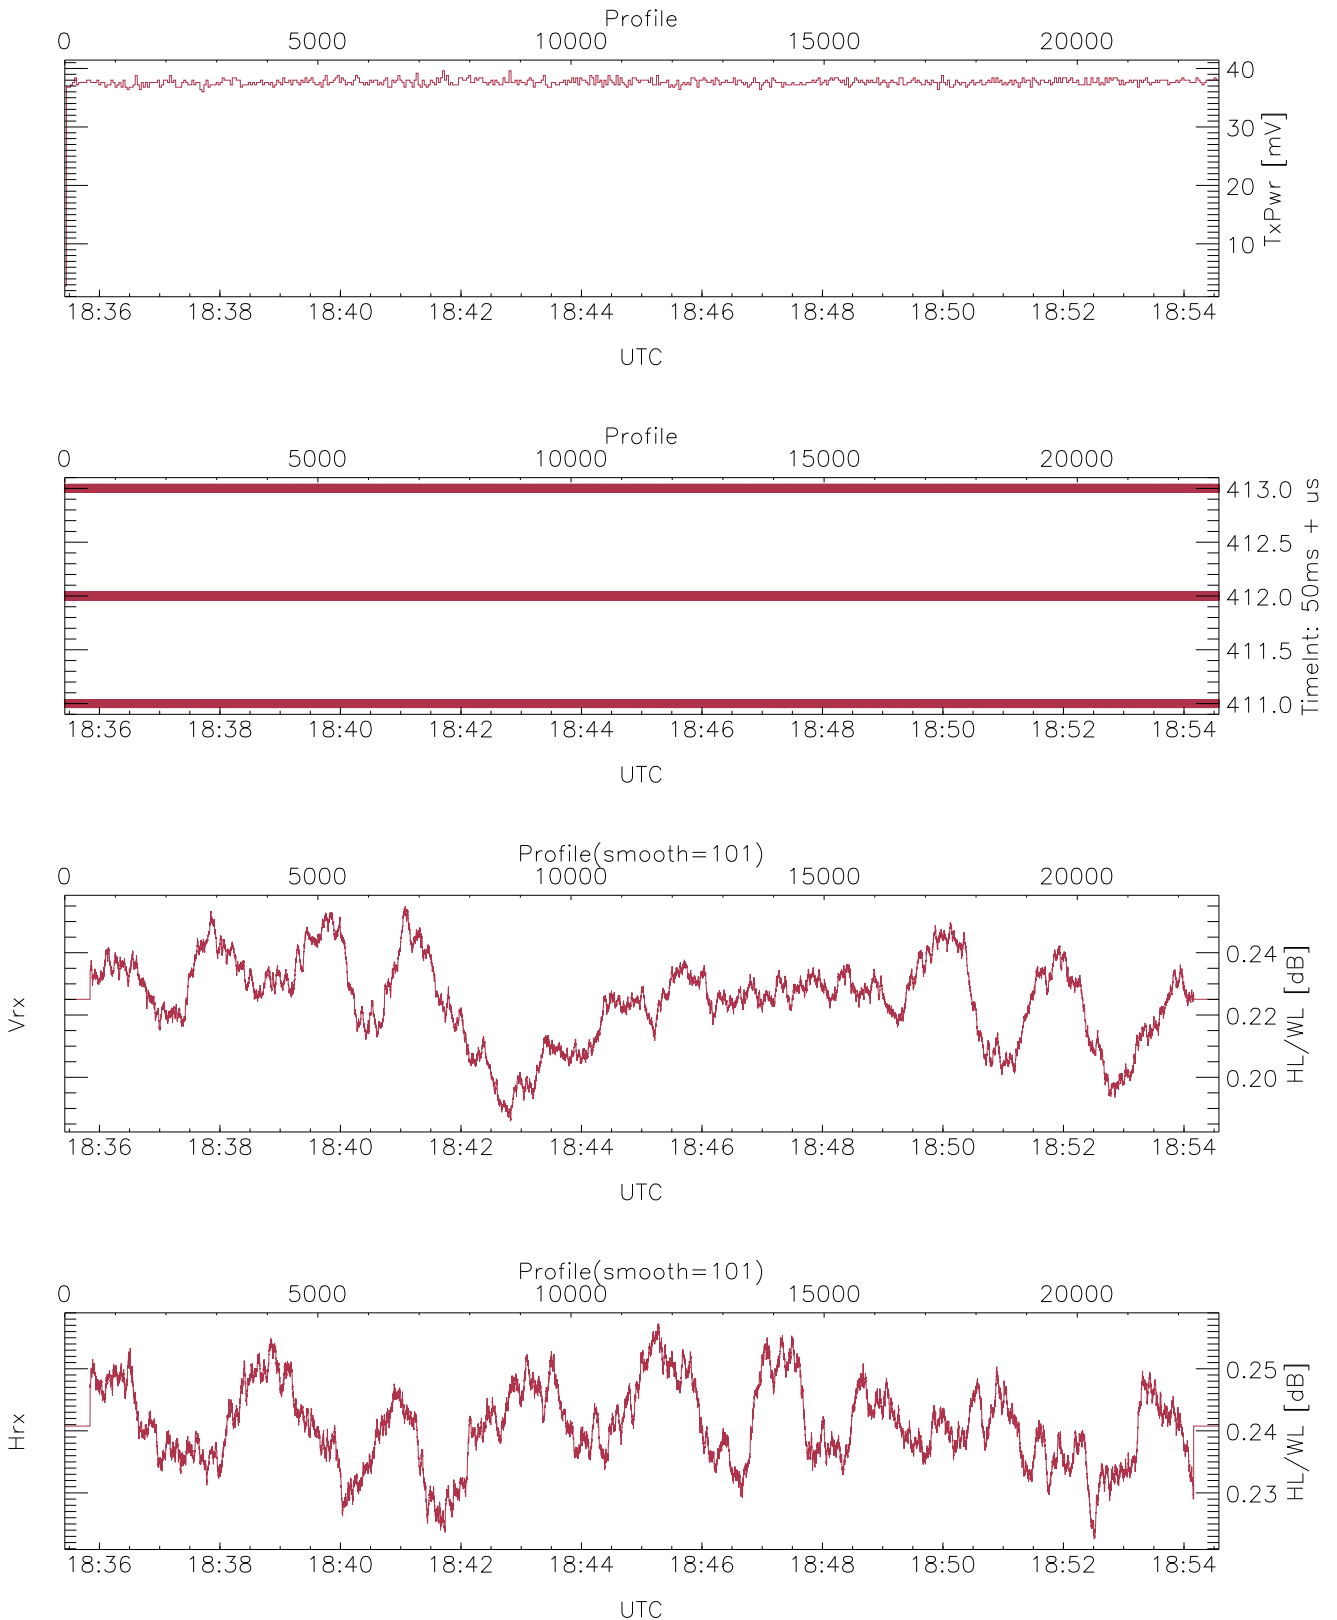 Profile
0 5000 10000 15000 20000
40
30
20
10
TxPwr [mV]
18:36 18:38 18:40 18:42 18:44 18:46 18:48 18:50 18:52 18:54
UTC
Profile
0 5000 10000 15000 20000
413.0
412.5
412.0
411.5
411.0
TimeInt: 50ms + us
18:36 18:38 18:40 18:42 18:44 18:46 18:48 18:50 18:52 18:54
UTC
Profile(smooth=101)
0 5000 10000 15000 20000
Vrx
0.24
0.22
0.20
HL/WL [dB]
18:36 18:38 18:40 18:42 18:44 18:46 18:48 18:50 18:52 18:54
UTC
Profile(smooth=101)
0 5000 10000 15000 20000
Hrx
0.25
0.24
0.23
HL/WL [dB]
18:36 18:38 18:40 18:42 18:44 18:46 18:48 18:50 18:52 18:54
UTC